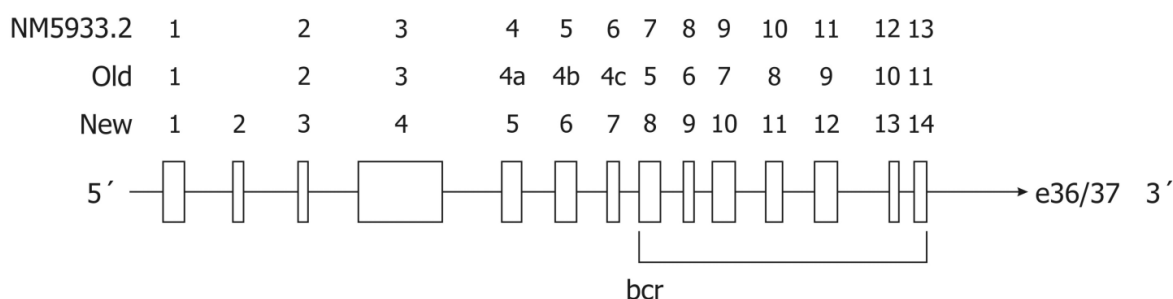 NM5933.2 1 2 3 4 5 6 7 8 9 10 11 12 13
Old 1 2 3 4a 4b 4c 5 6 7 8 9 10 11
New 1 2 3 4 5 6 7 8 9 10 11 12 13 14
5´ e36/37 3´
bcr